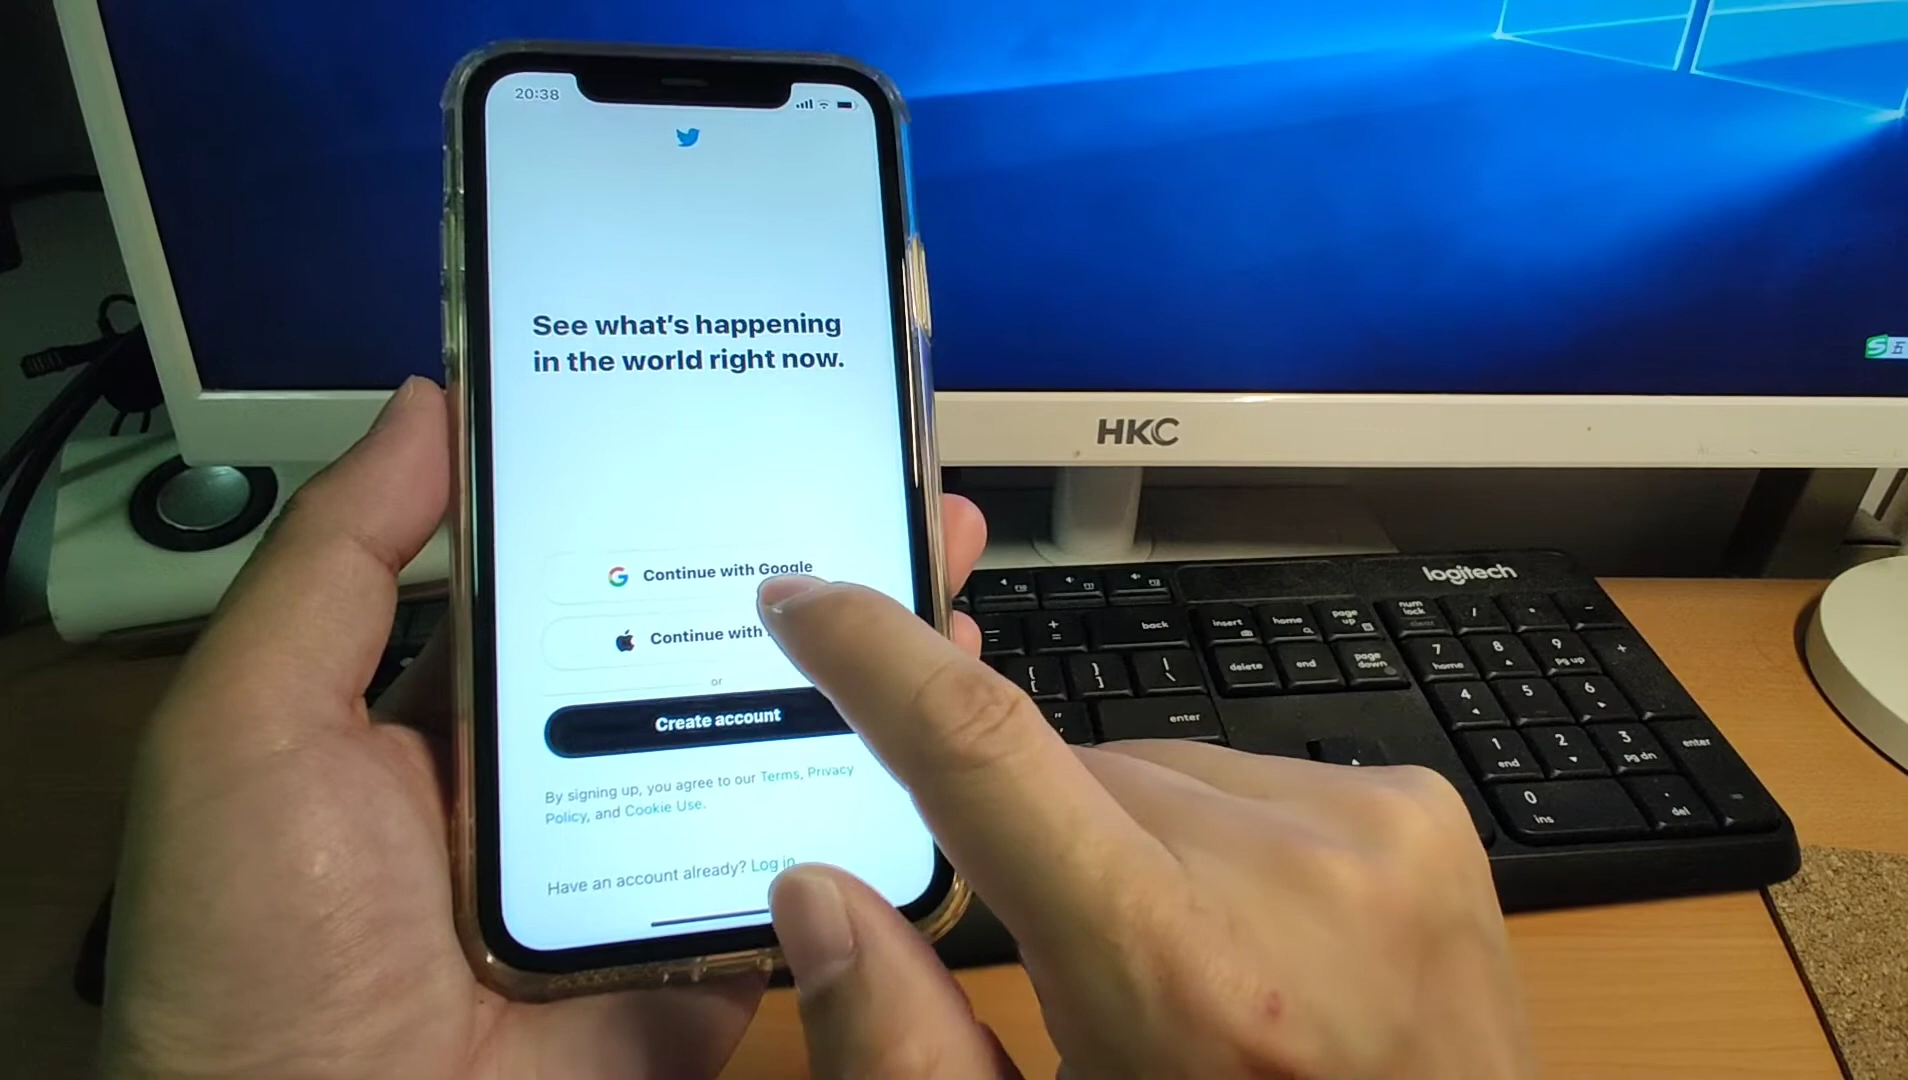 20:38
See what's happening
in the world right now.
Continue with Google
Continue with
or
Create account
By signing up, you agree to our Terms, Privacy
Policy, and Cookie Use.
Have an account already? Log in
HKC
五
logitech
back
insert
home
page up
num lock
clear
/
-
+
=
delete
end
page down
7
home
8
9
pg up
+
[
{
]
}
\
enter
4
5
6
1
end
2
3
pg dn
enter
0
ins
.
del